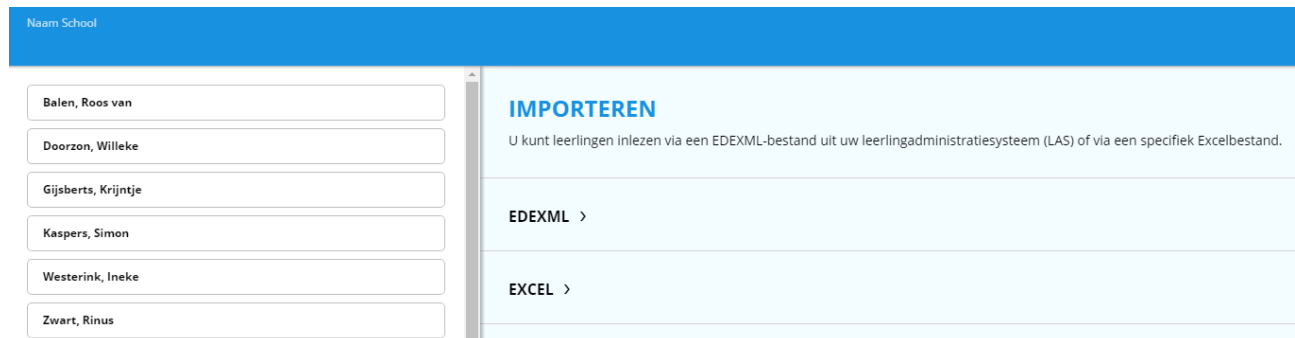 Naam School
Balen, Roos van
Doorzon, Willeke
Gijsberts, Krijntje
Kaspers, Simon
Westerink, Ineke
Zwart, Rinus
IMPORTEREN
U kunt leerlingen inlezen via een EDEXML-bestand uit uw leerlingadministratiesysteem (LAS) of via een specifiek Excelbestand.
EDEXML >
EXCEL >